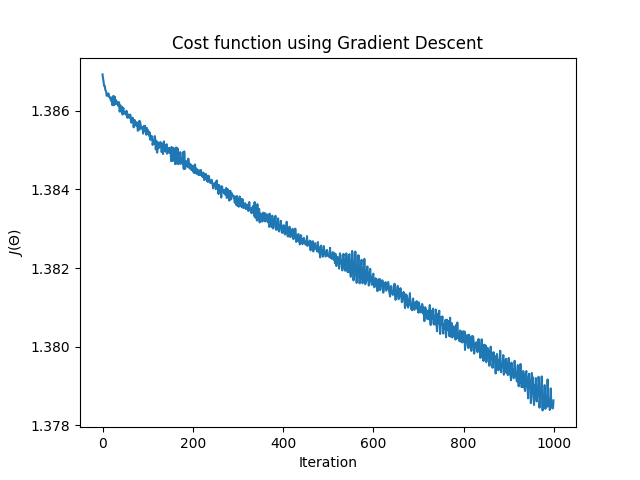 Cost function using Gradient Descent
J(Θ)
1.386
1.384
1.382
1.380
1.378
0 200 400 600 800 1000
Iteration